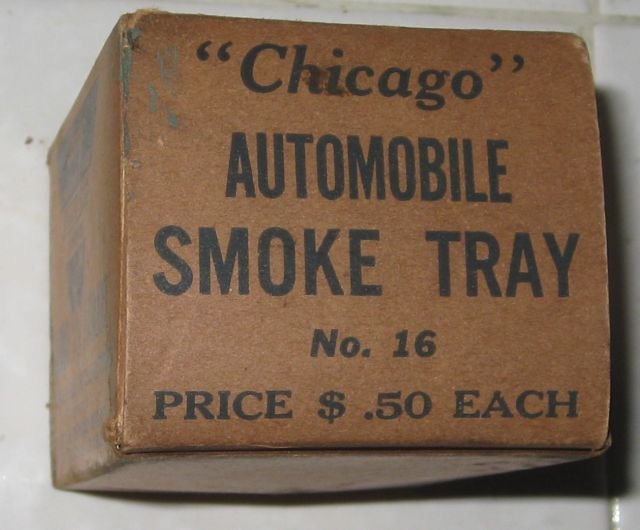 "Chicago"
AUTOMOBILE
SMOKE TRAY
No. 16
PRICE $ .50 EACH